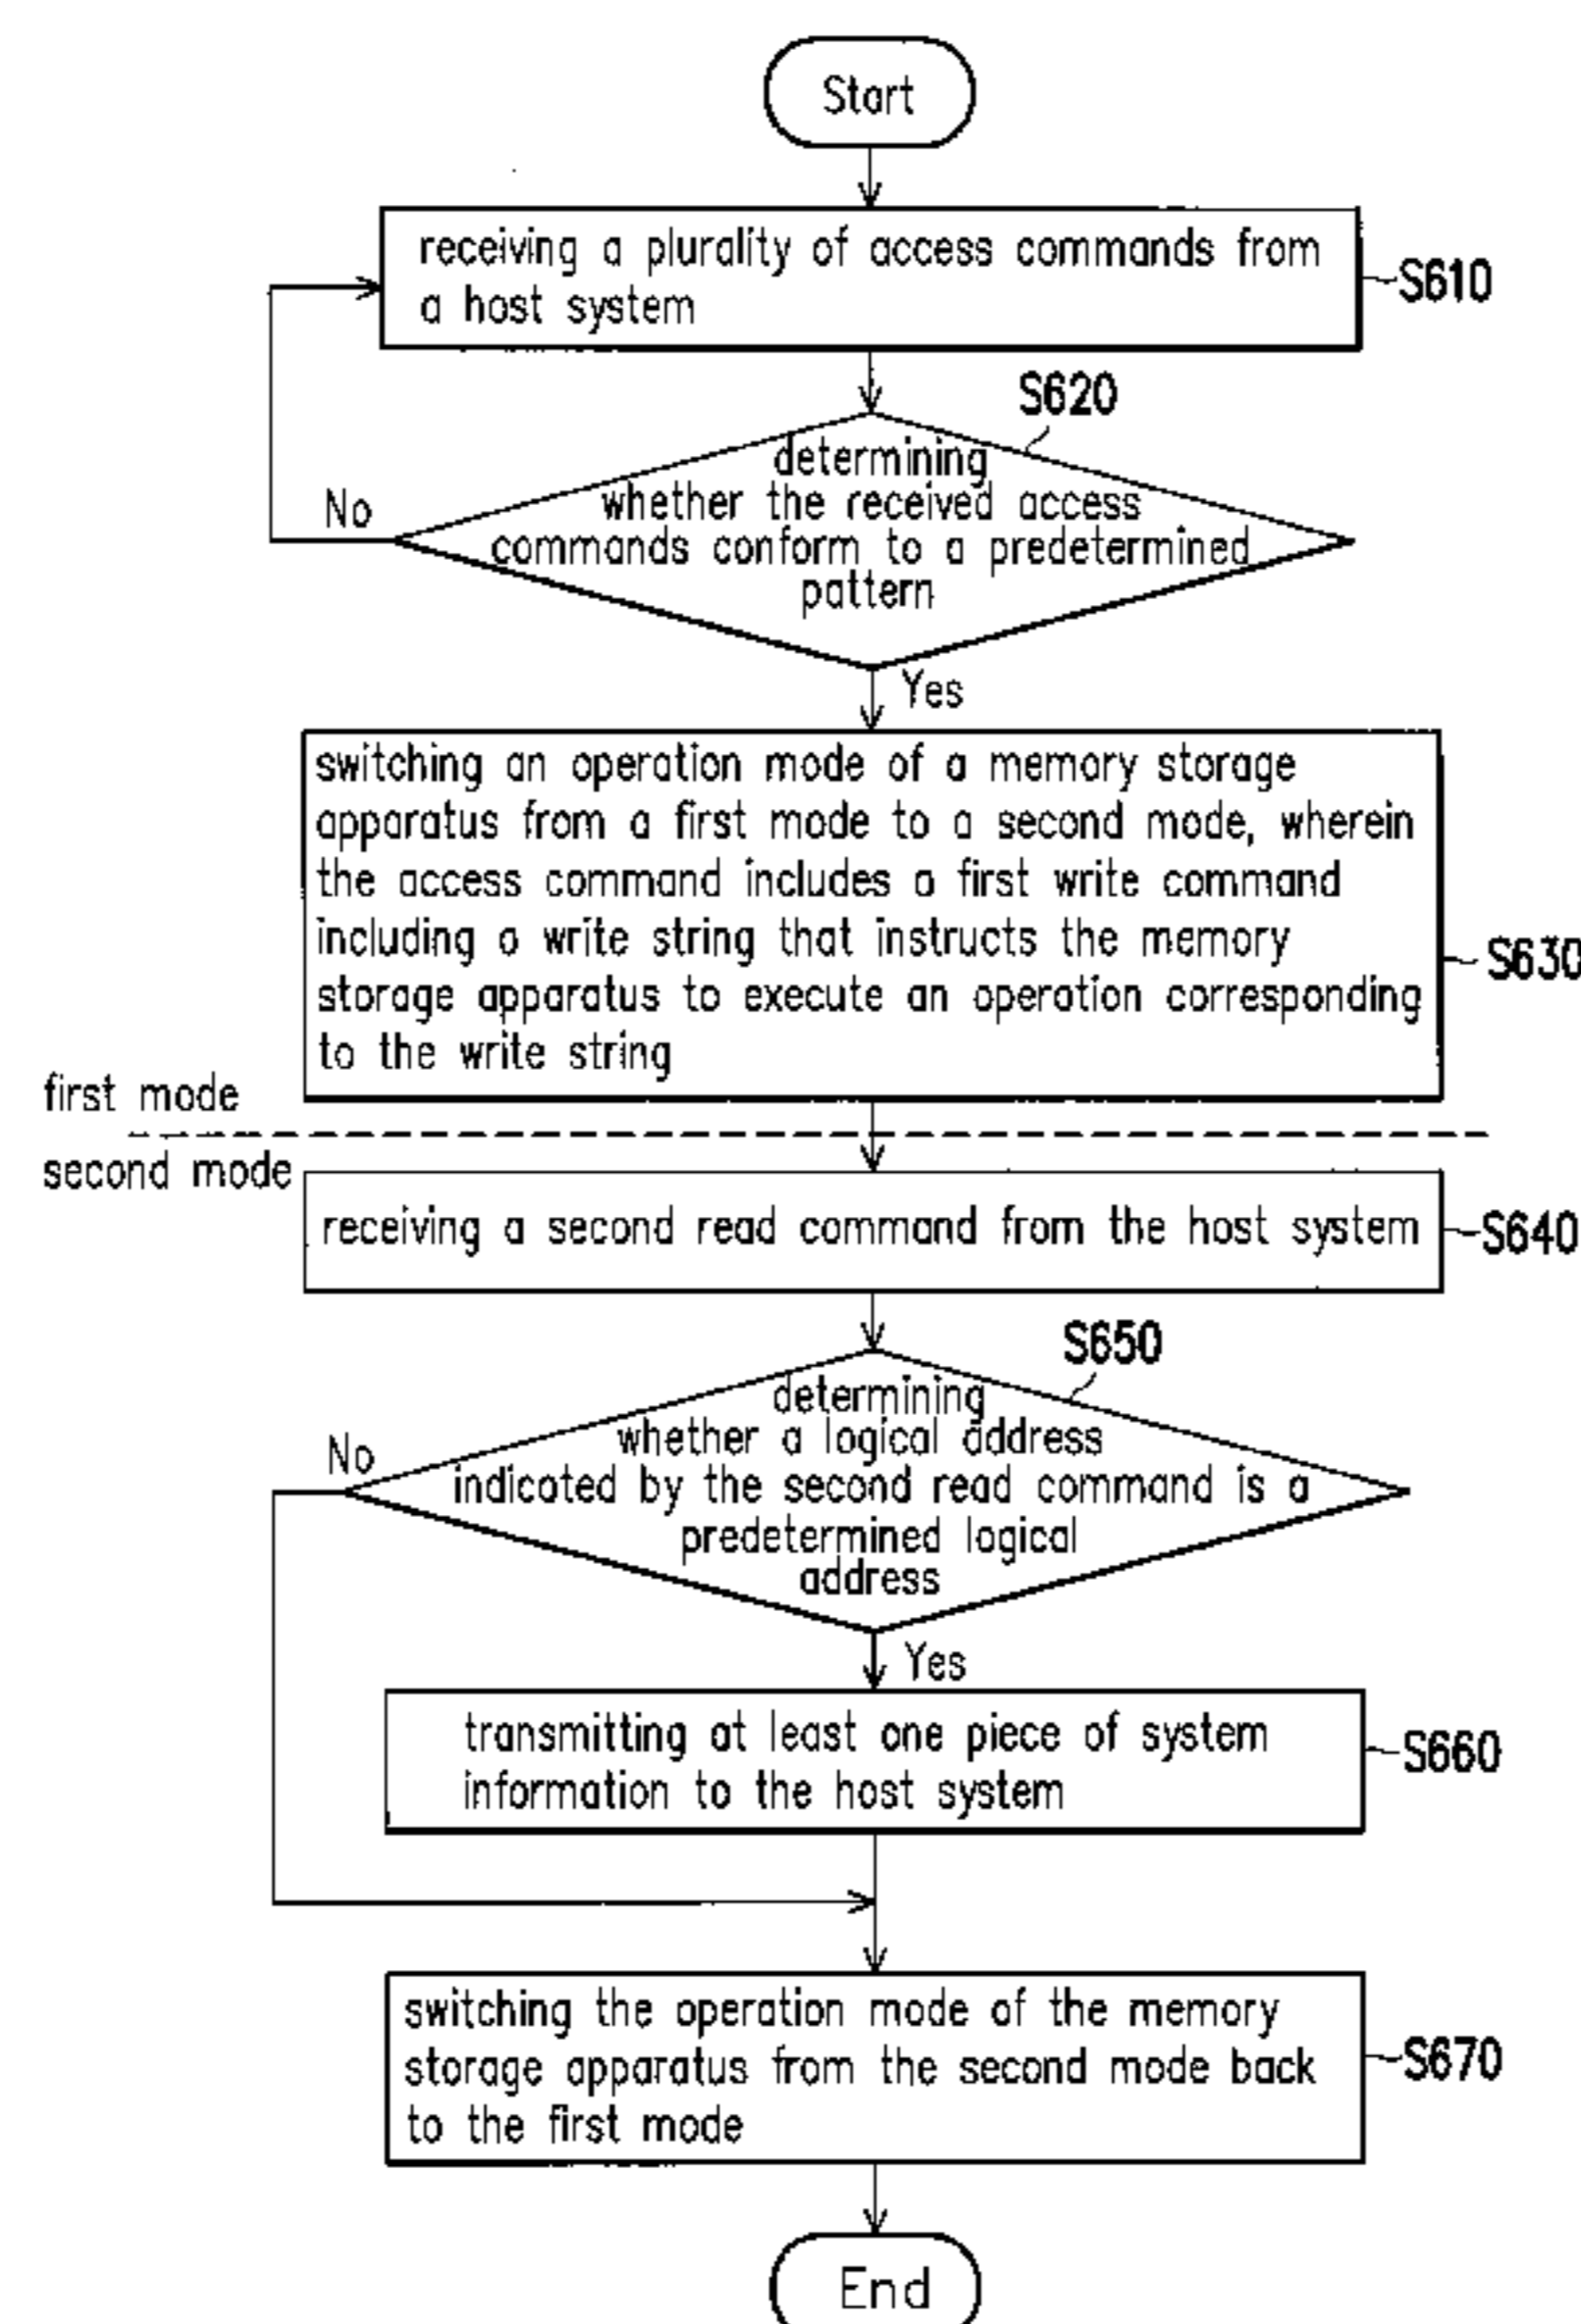 Start
receiving a plurality of access commands from
a host system
S610
S620
determining
whether the received access
commands conform to a predetermined
pattern
No
Yes
switching an operation mode of a memory storage
apparatus from a first mode to a second mode, wherein
the access command includes a first write command
including a write string that instructs the memory
storage apparatus to execute an operation corresponding
to the write string
S630
first mode
second mode
receiving a second read command from the host system
S640
S650
determining
whether a logical address
indicated by the second read command is a
predetermined logical
address
No
Yes
transmitting at least one piece of system
information to the host system
S660
switching the operation mode of the memory
storage apparatus from the second mode back
to the first mode
S670
End